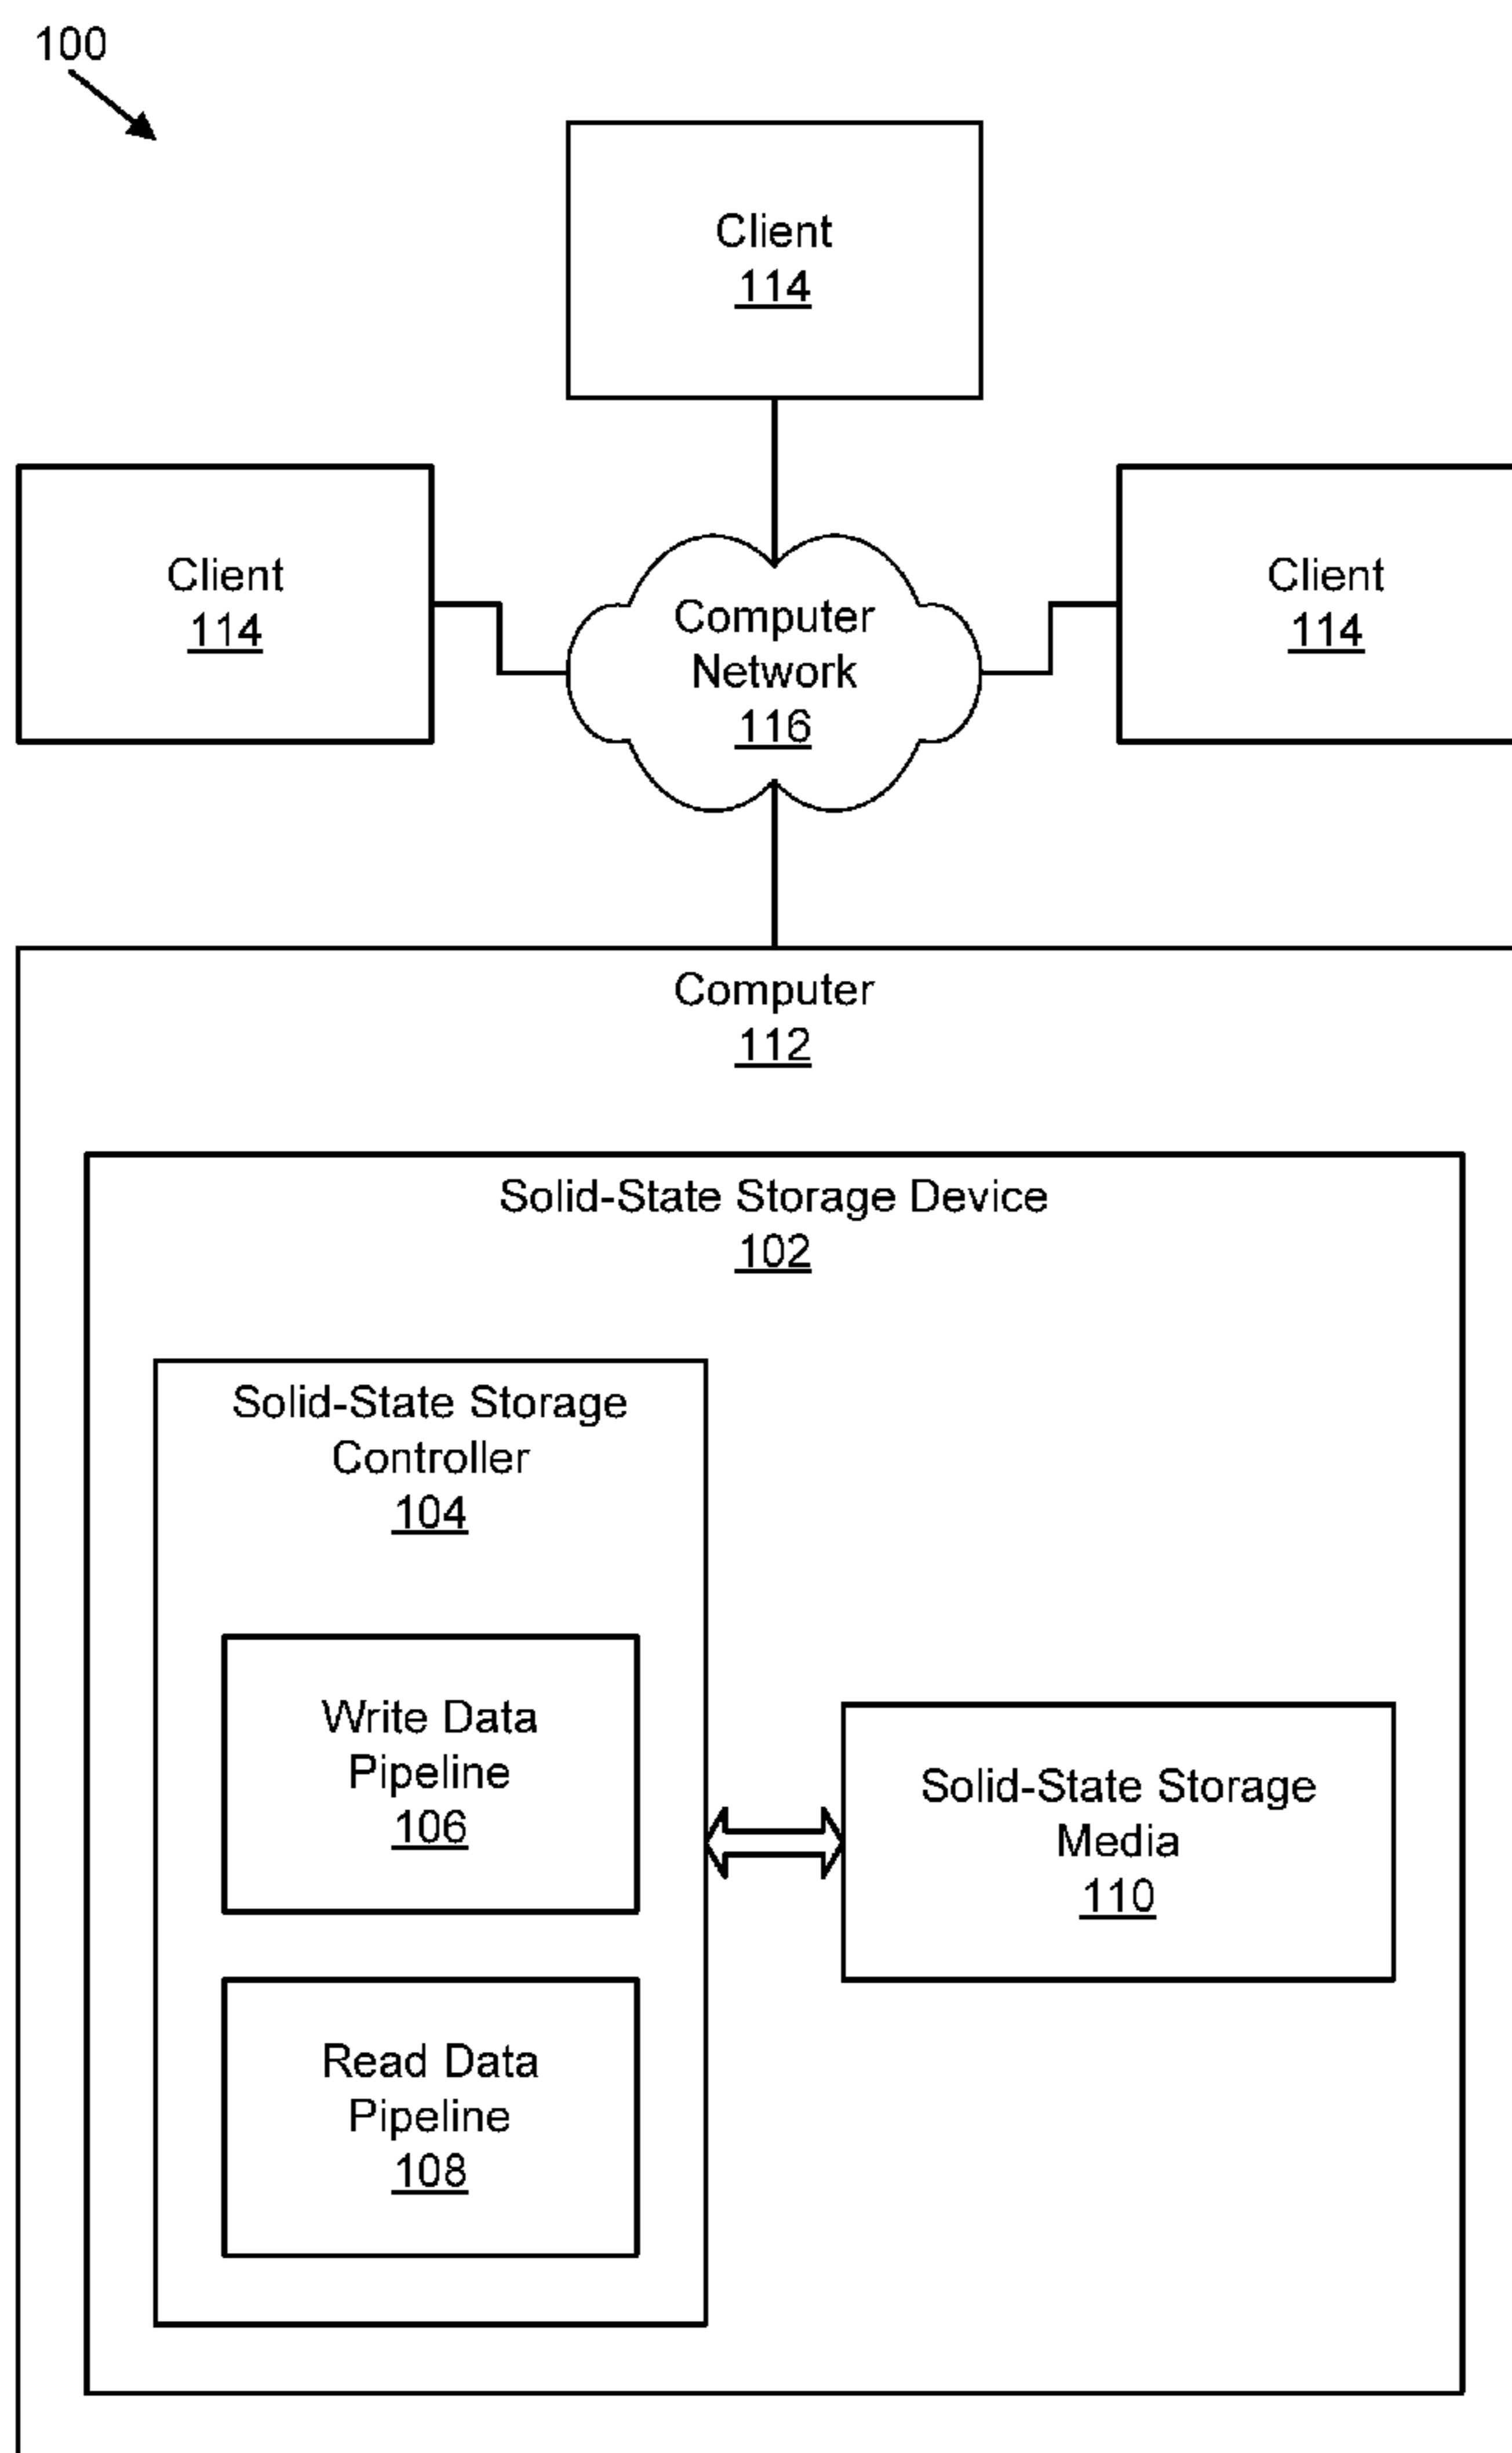 100
Client
114
Client
114
Computer
Network
116
Client
114
Computer
112
Solid-State Storage Device
102
Solid-State Storage
Controller
104
Write Data
Pipeline
106
Solid-State Storage
Media
110
Read Data
Pipeline
108